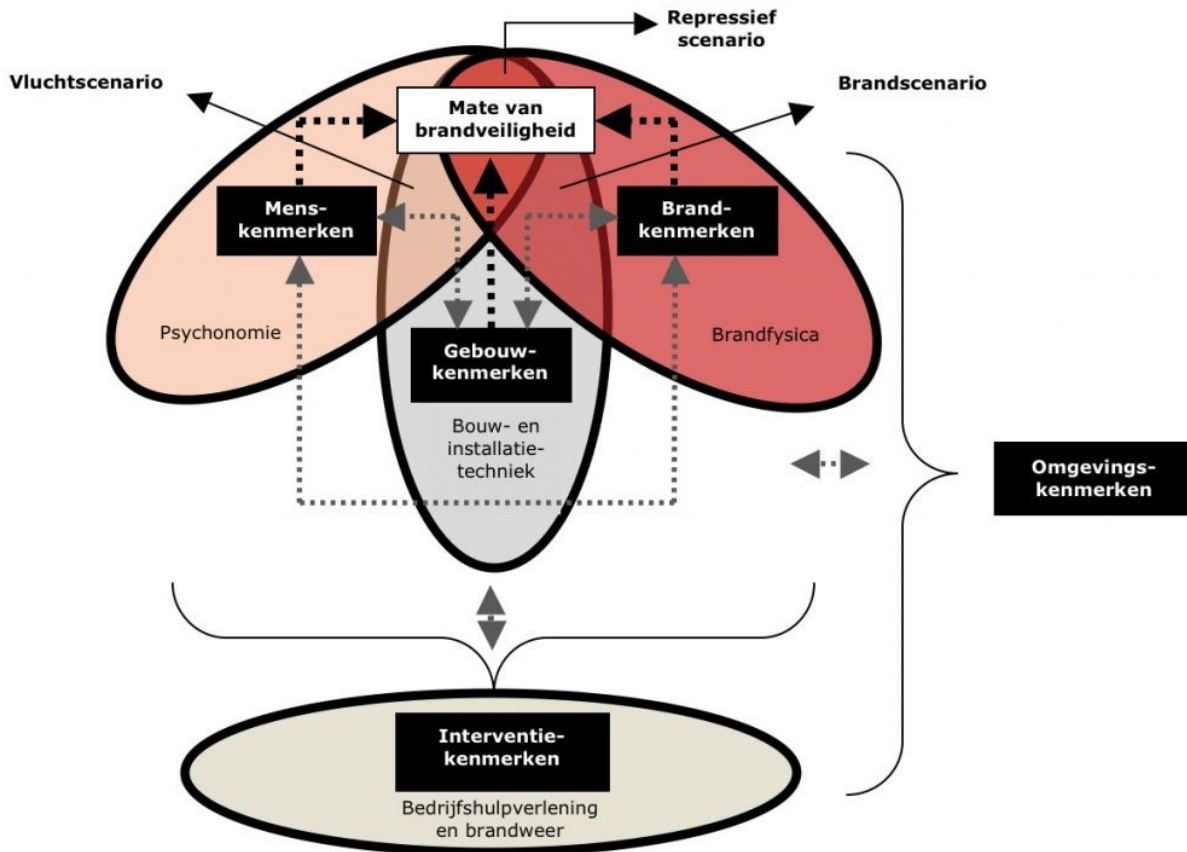 Repressief
scenario
Vluchtscenario
Brandscenario
Mate van
brandveiligheid
Mens-
kenmerken
Brand-
kenmerken
Psychonomie
Brandfysica
Gebouw-
kenmerken
Bouw- en
installatie-
techniek
Omgevings-
kenmerken
Interventie-
kenmerken
Bedrijfshulpverlening
en brandweer